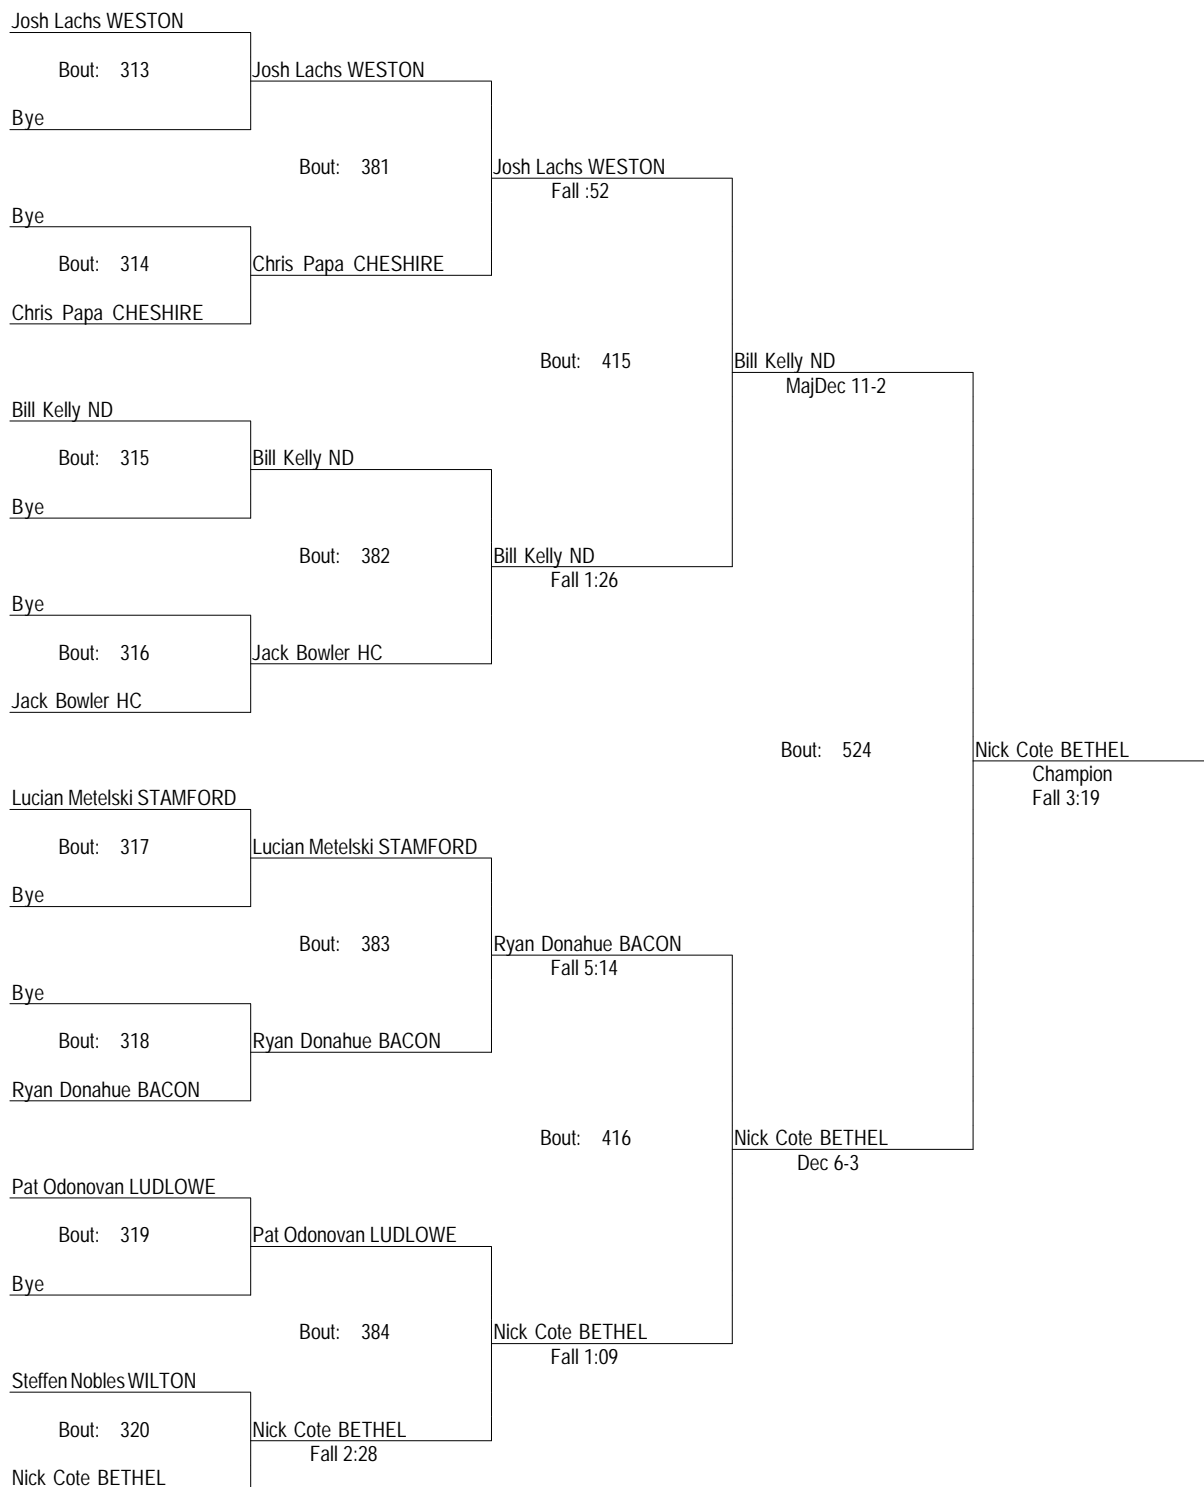 Josh Lachs WESTON
Bout: 313 Josh Lachs WESTON
Bye
Bout: 381 Josh Lachs WESTON
Fall :52
Bye
Bout: 314 Chris Papa CHESHIRE
Chris Papa CHESHIRE
Bout: 415 Bill Kelly ND
MajDec 11-2
Bill Kelly ND
Bout: 315 Bill Kelly ND
Bye
Bout: 382 Bill Kelly ND
Fall 1:26
Bye
Bout: 316 Jack Bowler HC
Jack Bowler HC
Bout: 524 Nick Cote BETHEL
Champion
Lucian Metelski STAMFORD
Fall 3:19
Bout: 317 Lucian Metelski STAMFORD
Bye
Bout: 383 Ryan Donahue BACON
Fall 5:14
Bye
Bout: 318 Ryan Donahue BACON
Ryan Donahue BACON
Bout: 416 Nick Cote BETHEL
Dec 6-3
Pat Odonovan LUDLOWE
Bout: 319 Pat Odonovan LUDLOWE
Bye
Bout: 384 Nick Cote BETHEL
Fall 1:09
Steffen Nobles WILTON
Bout: 320 Nick Cote BETHEL
Fall 2:28
Nick Cote BETHEL